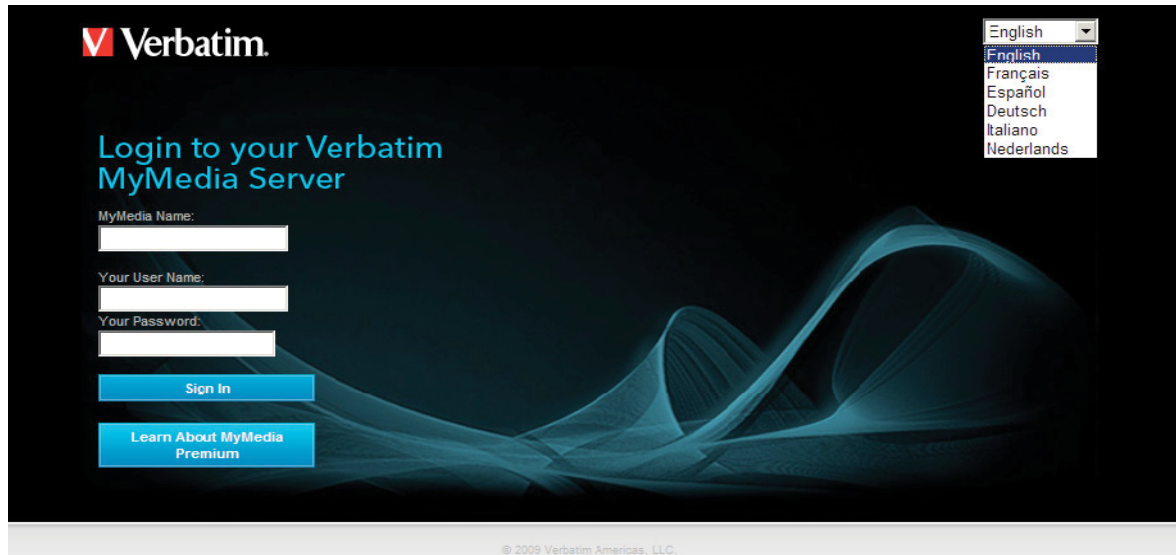 Verbatim.
English
English
Français
Español
Deutsch
Italiano
Nederlands
Login to your Verbatim
MyMedia Server
MyMedia Name:
Your User Name:
Your Password:
Sign In
Learn About MyMedia
Premium
© 2009 Verbatim Americas, LLC.